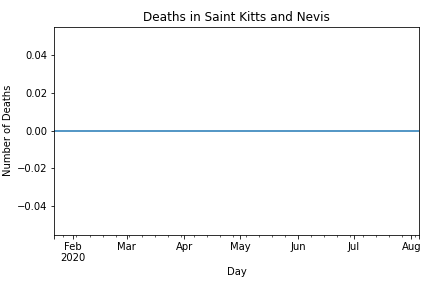 Deaths in Saint Kitts and Nevis
0.04
0.02
0.00
−0.02
−0.04
Number of Deaths
Feb Mar Apr May Jun Jul Aug
2020
Day